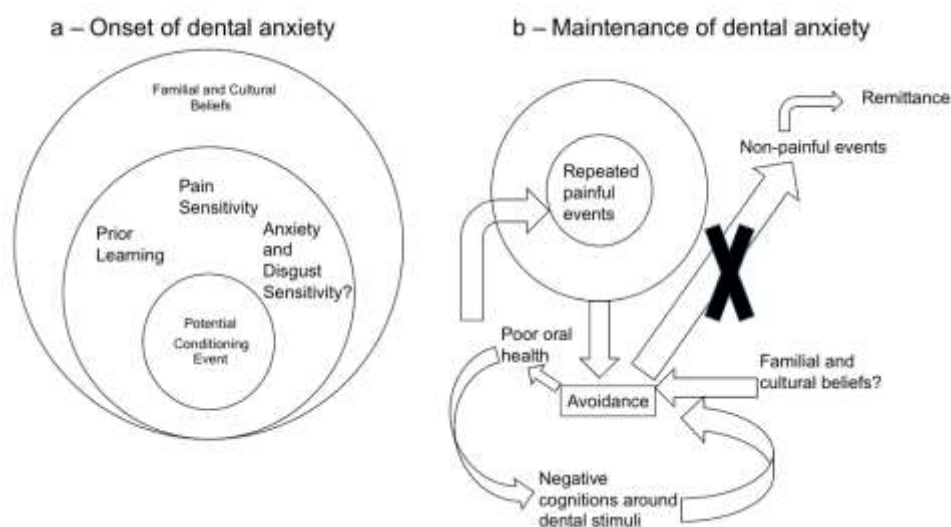 a – Onset of dental anxiety
Familial and Cultural
Beliefs
Pain
Sensitivity
Prior
Learning
Anxiety
and
Disgust
Sensitivity?
Potential
Conditioning
Event
b – Maintenance of dental anxiety
Remittance
Non-painful events
Repeated
painful
events
Poor oral
health
Familial and
cultural beliefs?
Avoidance
Negative
cognitions around
dental stimuli